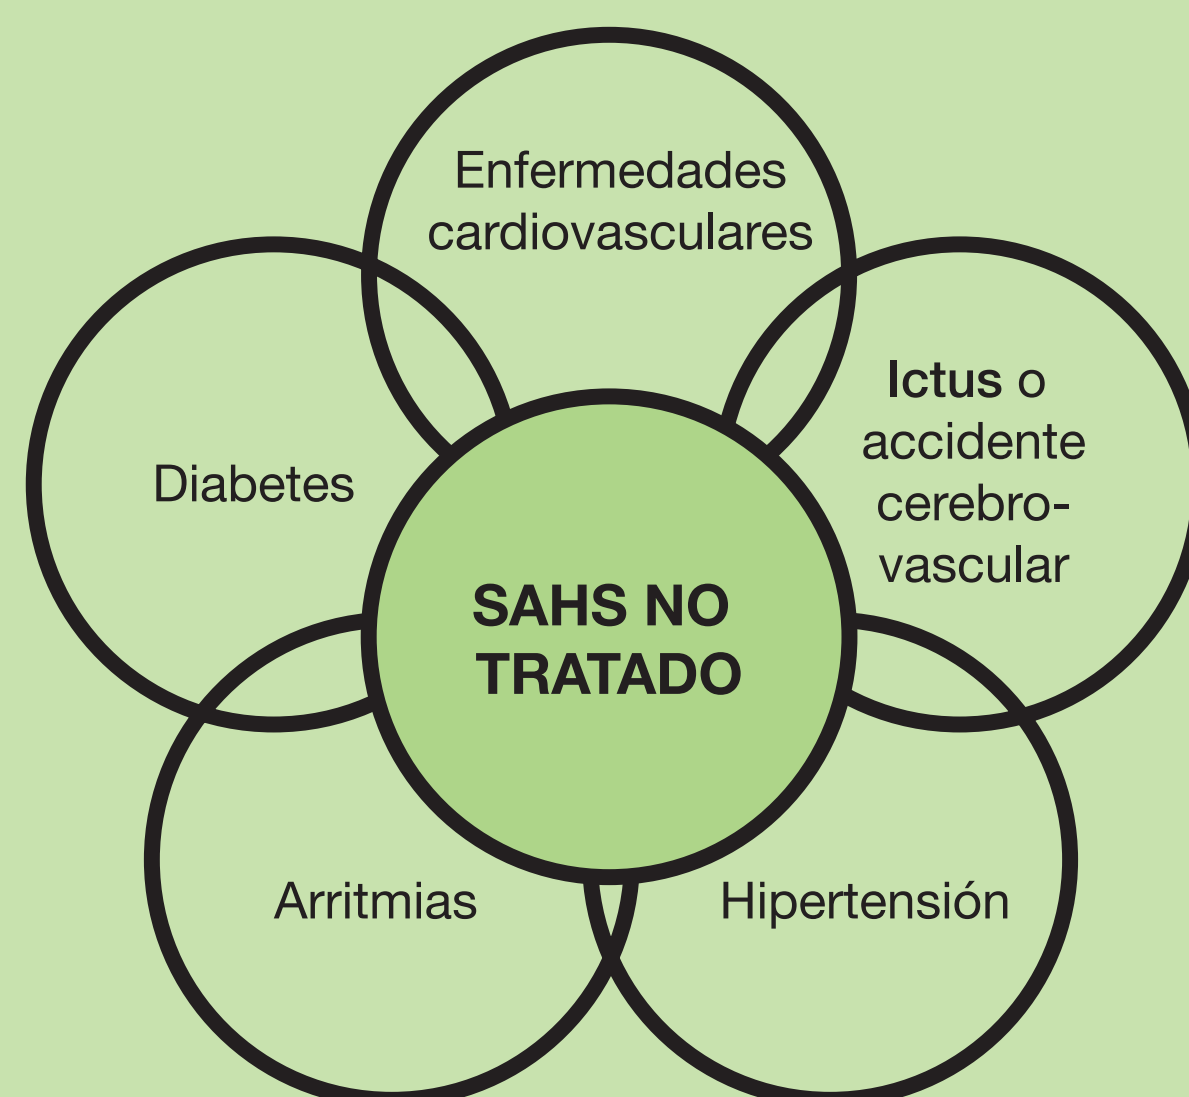 Enfermedades
cardiovasculares
Ictus o
accidente
cerebro-
vascular
Diabetes
SAHS NO
TRATADO
Arritmias
Hipertensión